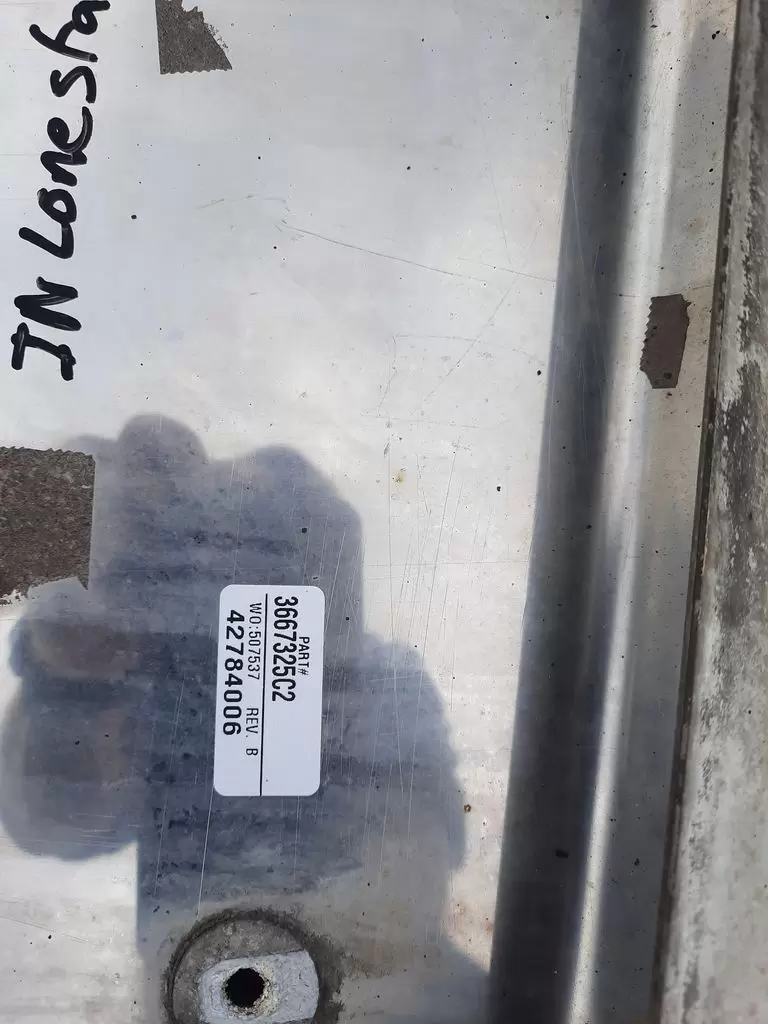 IN Lonesta
PART#
3667325C2
WO:507537 REV. B
42784006